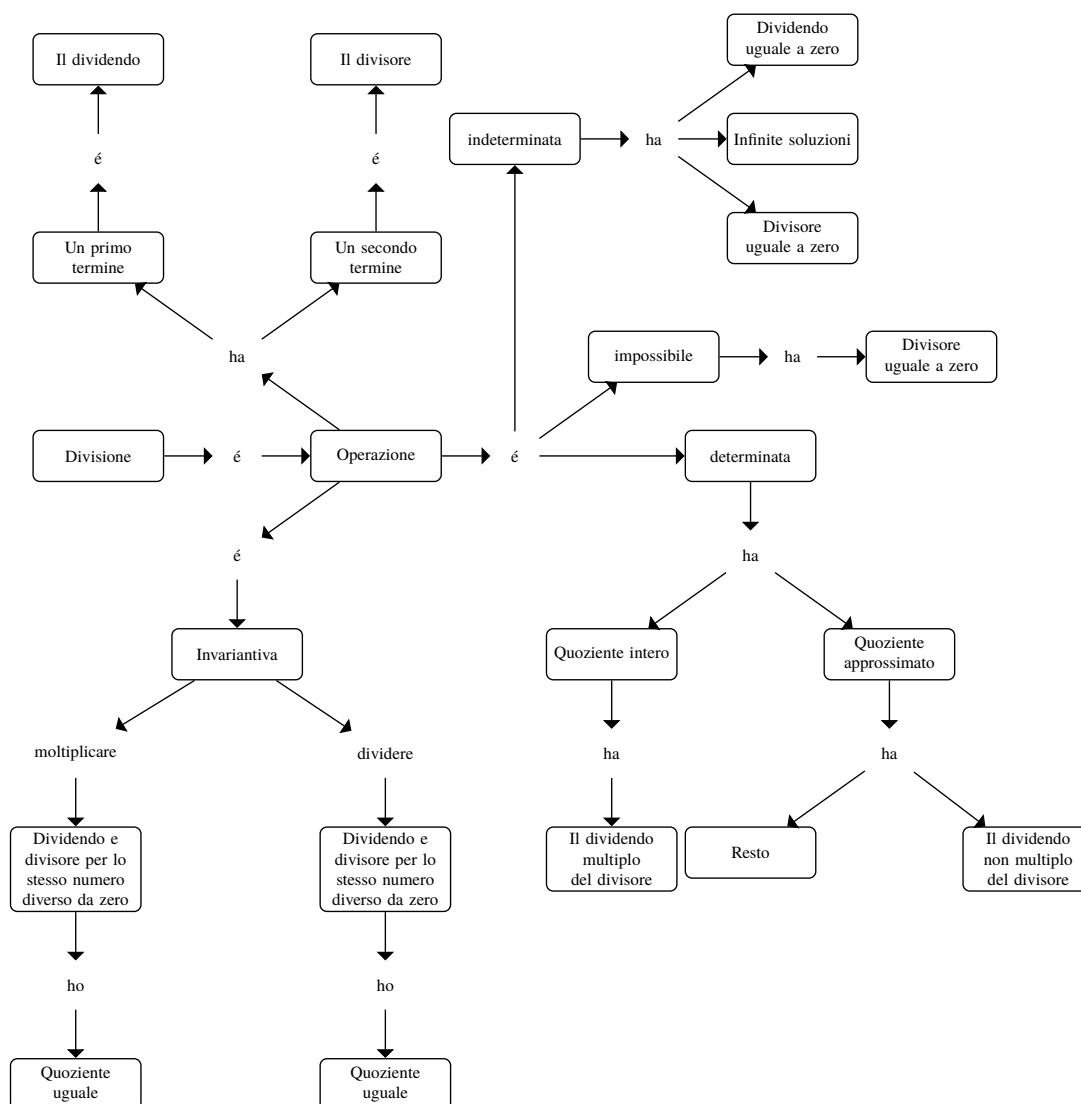 Il dividendo
Il divisore
Dividendo
uguale a zero
indeterminata
ha
Infinite soluzioni
é
é
Un primo
termine
Un secondo
termine
Divisore
uguale a zero
ha
impossibile
ha
Divisore
uguale a zero
Divisione
é
Operazione
é
determinata
é
ha
Invariantiva
Quoziente intero
Quoziente
approssimato
moltiplicare
dividere
ha
ha
Dividendo e
divisore per lo
stesso numero
diverso da zero
Dividendo e
divisore per lo
stesso numero
diverso da zero
Il dividendo
multiplo
del divisore
Resto
Il dividendo
non multiplo
del divisore
ho
ho
Quoziente
uguale
Quoziente
uguale